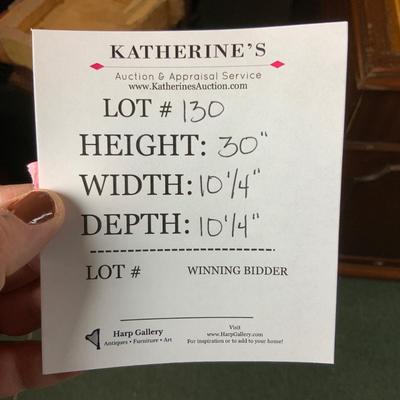 KATHERINE'S
Auction & Appraisal Service
www.KatherinesAuction.com
LOT # 130
HEIGHT: 30"
WIDTH: 10 1/4"
DEPTH: 10 1/4"
LOT # WINNING BIDDER
Harp Gallery
Antiques • Furniture • Art
Visit
www.HarpGallery.com
For inspiration or to add to your home!